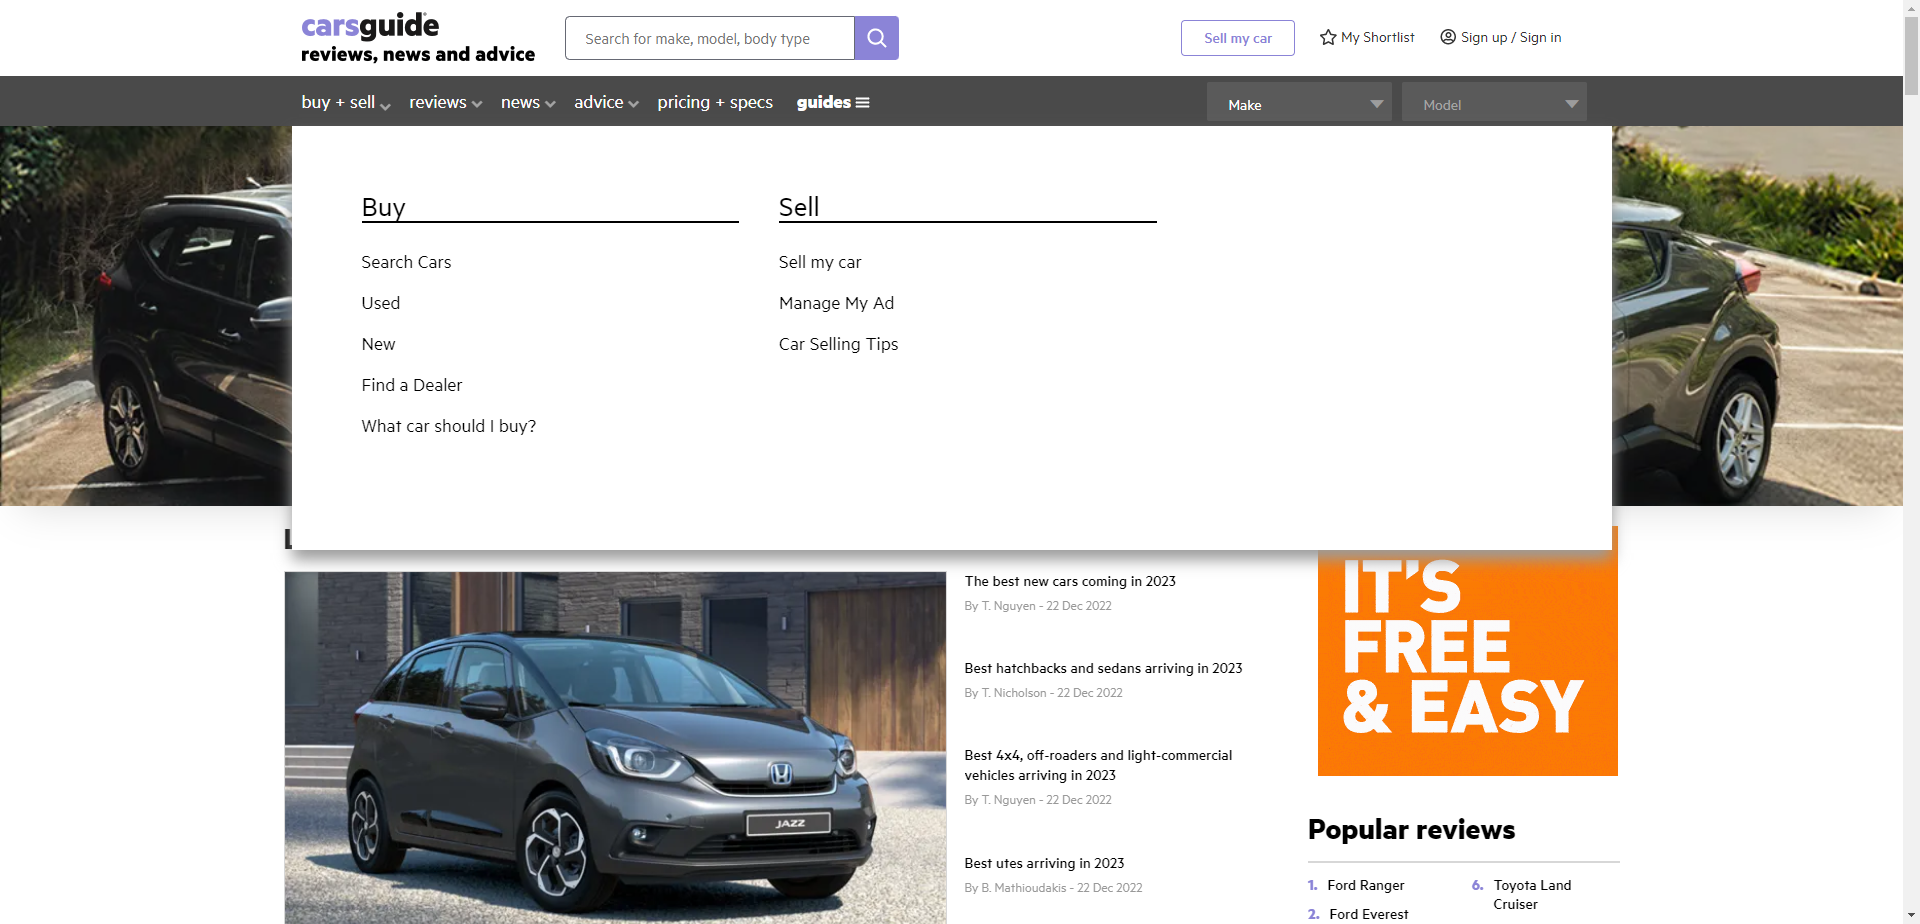 carsguide
reviews, news and advice
Search for make, model, body type
Sell my car
My Shortlist
Sign up / Sign in
buy + sell
reviews
news
advice
pricing + specs
guides
Make
Model
Buy
Search Cars
Used
New
Find a Dealer
What car should I buy?
Sell
Sell my car
Manage My Ad
Car Selling Tips
JAZZ
The best new cars coming in 2023
By T. Nguyen - 22 Dec 2022
Best hatchbacks and sedans arriving in 2023
By T. Nicholson - 22 Dec 2022
Best 4x4, off-roaders and light-commercial
vehicles arriving in 2023
By T. Nguyen - 22 Dec 2022
Best utes arriving in 2023
By B. Mathioudakis - 22 Dec 2022
IT'S
FREE
& EASY
Popular reviews
1. Ford Ranger
2. Ford Everest
6. Toyota Land
Cruiser